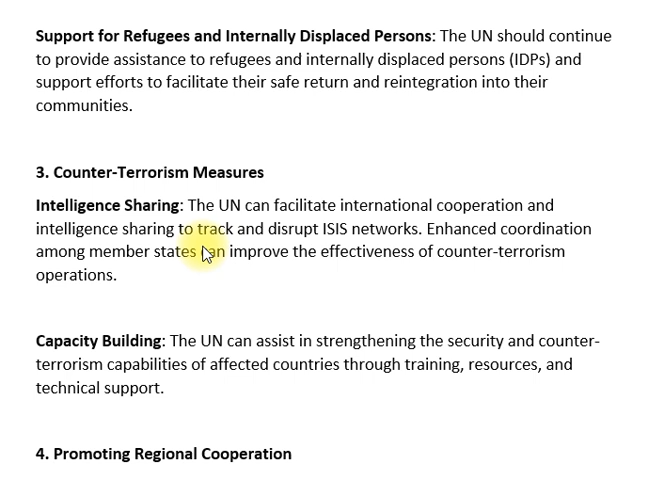 Support for Refugees and Internally Displaced Persons: The UN should continue
to provide assistance to refugees and internally displaced persons (IDPs) and
support efforts to facilitate their safe return and reintegration into their
communities.
3. Counter-Terrorism Measures
Intelligence Sharing: The UN can facilitate international cooperation and
intelligence sharing to track and disrupt ISIS networks. Enhanced coordination
among member states can improve the effectiveness of counter-terrorism
operations.
Capacity Building: The UN can assist in strengthening the security and counter-
terrorism capabilities of affected countries through training, resources, and
technical support.
4. Promoting Regional Cooperation